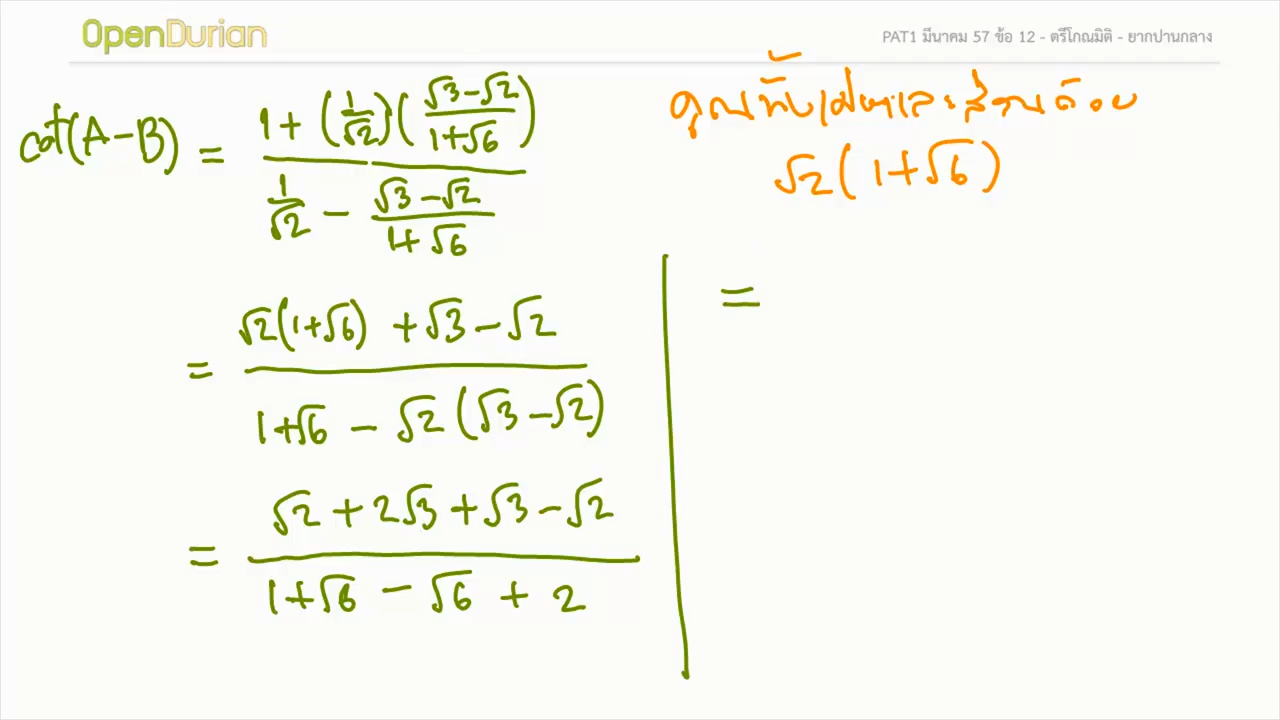 OpenDurian
PAT1 มีนาคม 57 ข้อ 12 - ตรีโกณมิติ - ยากปานกลาง
cot(A-B) = (1 + (1/√2)((√3-√2)/(1+√6))) / (1/√2 - (√3-√2)/(1+√6))
= (√2(1+√6) + √3 - √2) / (1+√6 - √2(√3-√2))
= (√2 + 2√3 + √3 - √2) / (1+√6 - √6 + 2)
คูณทั้งเศษและส่วนด้วย
√2(1+√6)
=